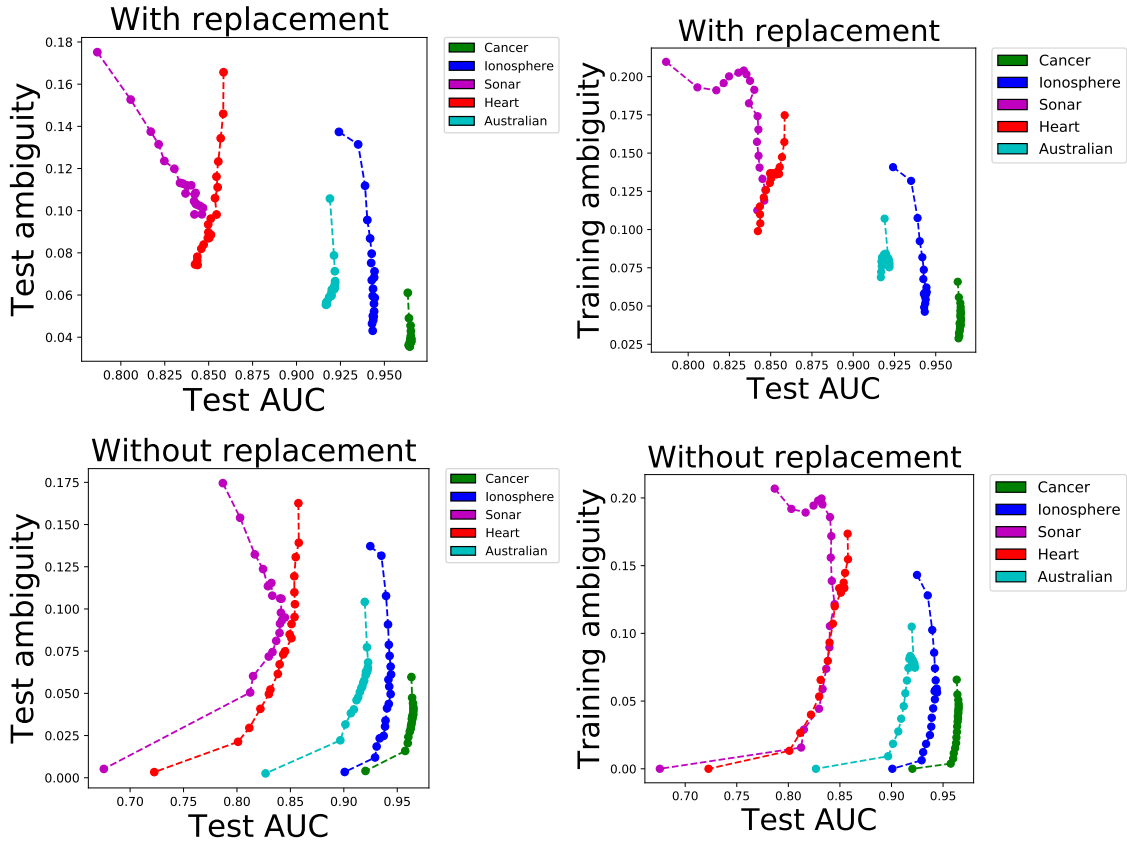 With replacement
Test ambiguity
0.18
0.16
0.14
0.12
0.10
0.08
0.06
0.04
0.800 0.825 0.850 0.875 0.900 0.925 0.950
Test AUC
Cancer
Ionosphere
Sonar
Heart
Australian
With replacement
Training ambiguity
0.200
0.175
0.150
0.125
0.100
0.075
0.050
0.025
0.800 0.825 0.850 0.875 0.900 0.925 0.950
Test AUC
Cancer
Ionosphere
Sonar
Heart
Australian
Without replacement
Test ambiguity
0.175
0.150
0.125
0.100
0.075
0.050
0.025
0.000
0.70 0.75 0.80 0.85 0.90 0.95
Test AUC
Cancer
Ionosphere
Sonar
Heart
Australian
Without replacement
Training ambiguity
0.20
0.15
0.10
0.05
0.00
0.70 0.75 0.80 0.85 0.90 0.95
Test AUC
Cancer
Ionosphere
Sonar
Heart
Australian